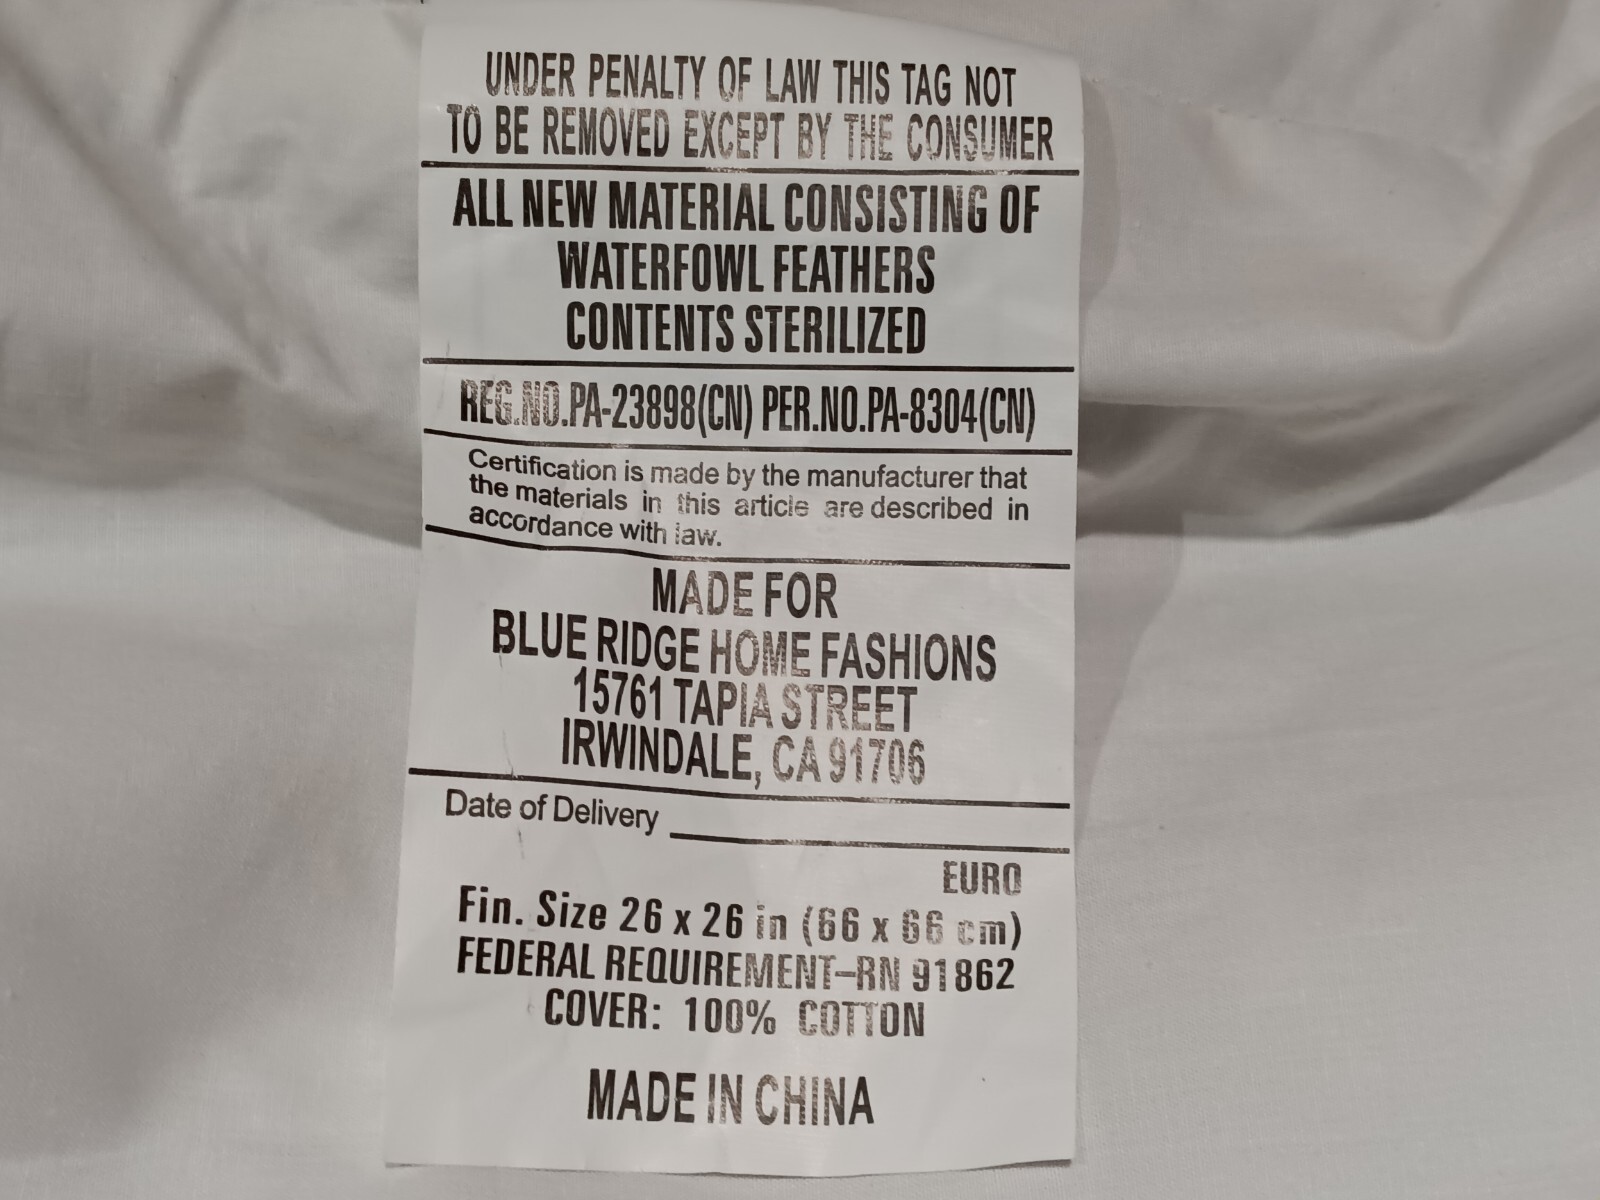 UNDER PENALTY OF LAW THIS TAG NOT
TO BE REMOVED EXCEPT BY THE CONSUMER
ALL NEW MATERIAL CONSISTING OF
WATERFOWL FEATHERS
CONTENTS STERILIZED
REG.NO.PA-23898(CN) PER.NO.PA-8304(CN)
Certification is made by the manufacturer that
the materials in this article are described in
accordance with law.
MADE FOR
BLUE RIDGE HOME FASHIONS
15761 TAPIA STREET
IRWINDALE, CA 91706
Date of Delivery
EURO
Fin. Size 26 x 26 in (66 x 66 cm)
FEDERAL REQUIREMENT–RN 91862
COVER: 100% COTTON
MADE IN CHINA